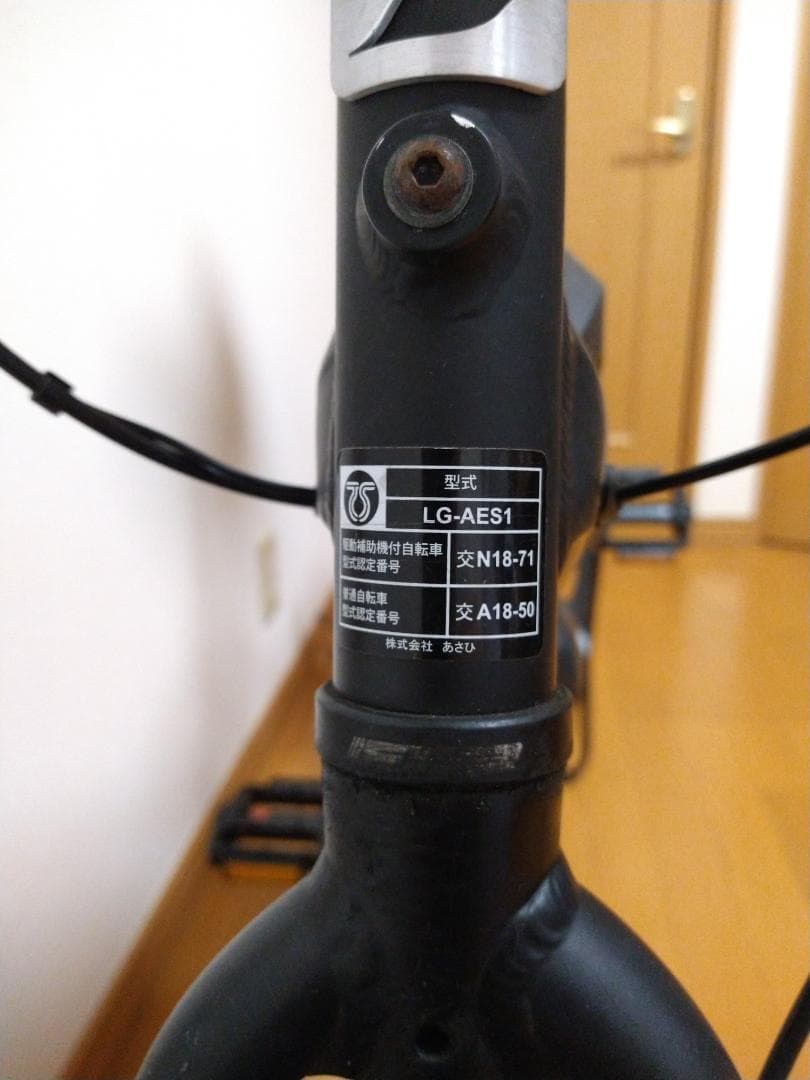 型式
LG-AES1
駆動補助機付自転車
型式認定番号
交N18-71
普通自転車
型式認定番号
交A18-50
株式会社 あさひ